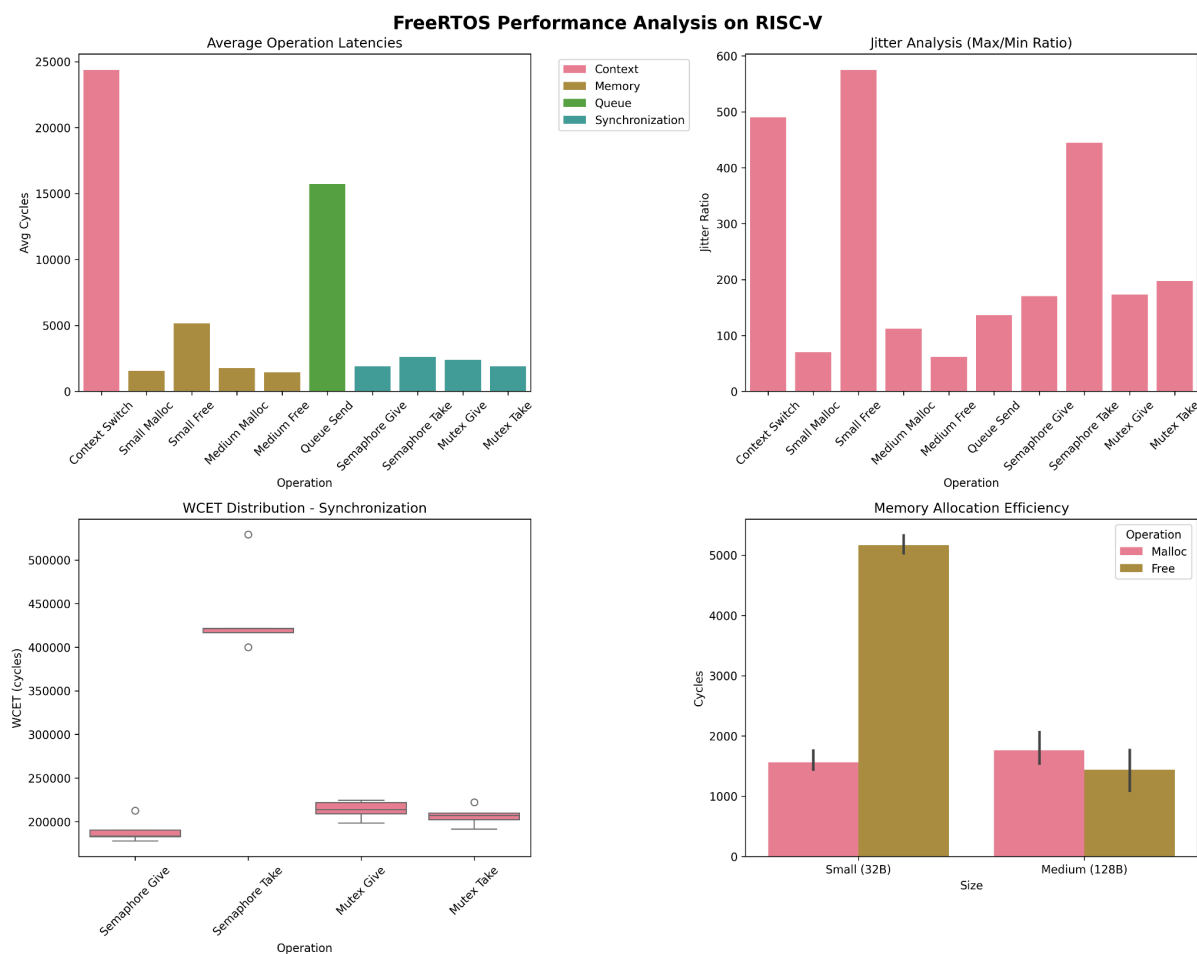 FreeRTOS Performance Analysis on RISC-V
Average Operation Latencies
Avg Cycles
25000
20000
15000
10000
5000
0
Context Switch
Small Malloc
Small Free
Medium Malloc
Medium Free
Queue Send
Semaphore Give
Semaphore Take
Mutex Give
Mutex Take
Operation
Context
Memory
Queue
Synchronization
Jitter Analysis (Max/Min Ratio)
Jitter Ratio
600
500
400
300
200
100
0
Context Switch
Small Malloc
Small Free
Medium Malloc
Medium Free
Queue Send
Semaphore Give
Semaphore Take
Mutex Give
Mutex Take
Operation
WCET Distribution - Synchronization
WCET (cycles)
500000
450000
400000
350000
300000
250000
200000
Semaphore Give
Semaphore Take
Mutex Give
Mutex Take
Operation
Memory Allocation Efficiency
Cycles
5000
4000
3000
2000
1000
0
Operation
Malloc
Free
Small (32B)
Medium (128B)
Size